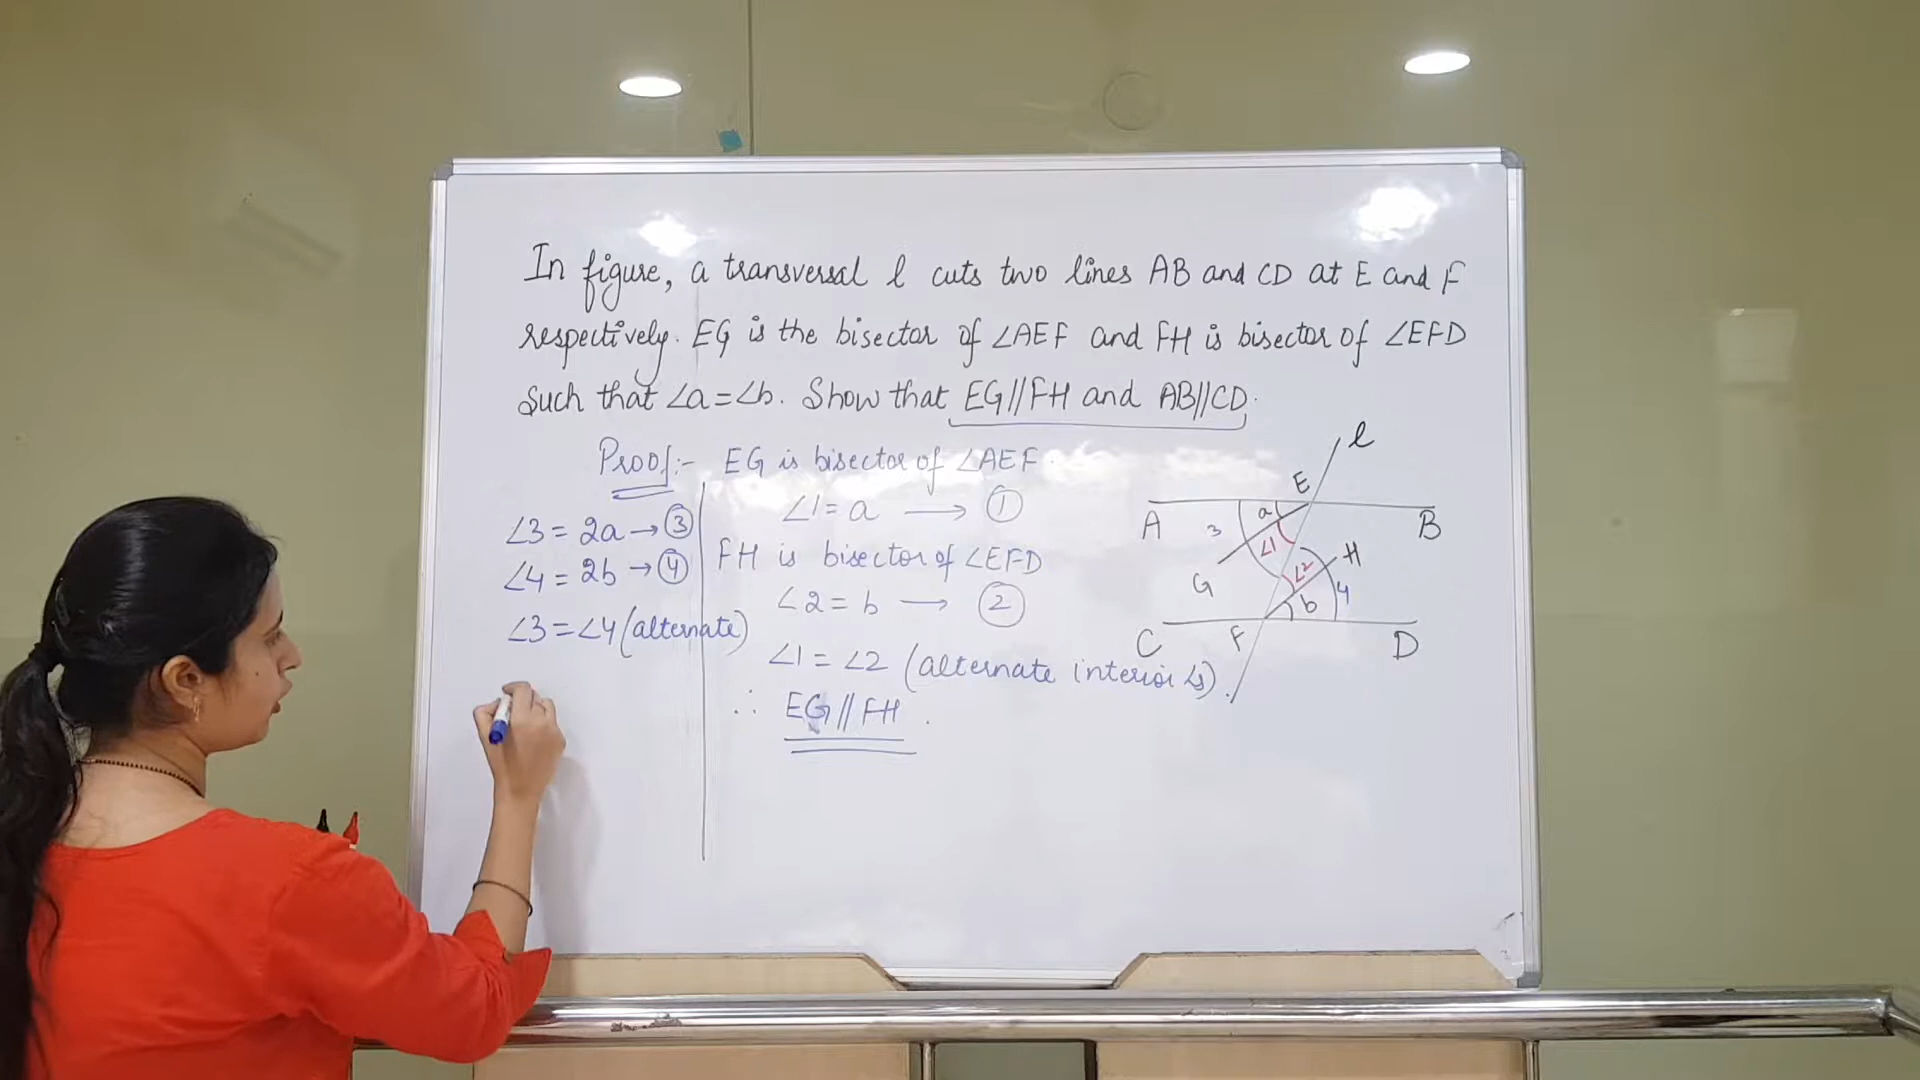 In figure, a transversal l cuts two lines AB and CD at E and F
respectively. EG is the bisector of ∠AEF and FH is bisector of ∠EFD
Such that ∠a=∠b. Show that EG//FH and AB//CD.
Proof:- EG is bisector of ∠AEF.
∠1 = a → ①
FH is bisector of ∠EFD
∠2 = b → ②
∠1 = ∠2 (alternate interior ∠s).
∴ EG // FH .
∠3 = 2a → ③
∠4 = 2b → ④
∠3 = ∠4 (alternate)
l
E
A
3
a
B
∠1
H
G
∠2
4
b
C
F
D